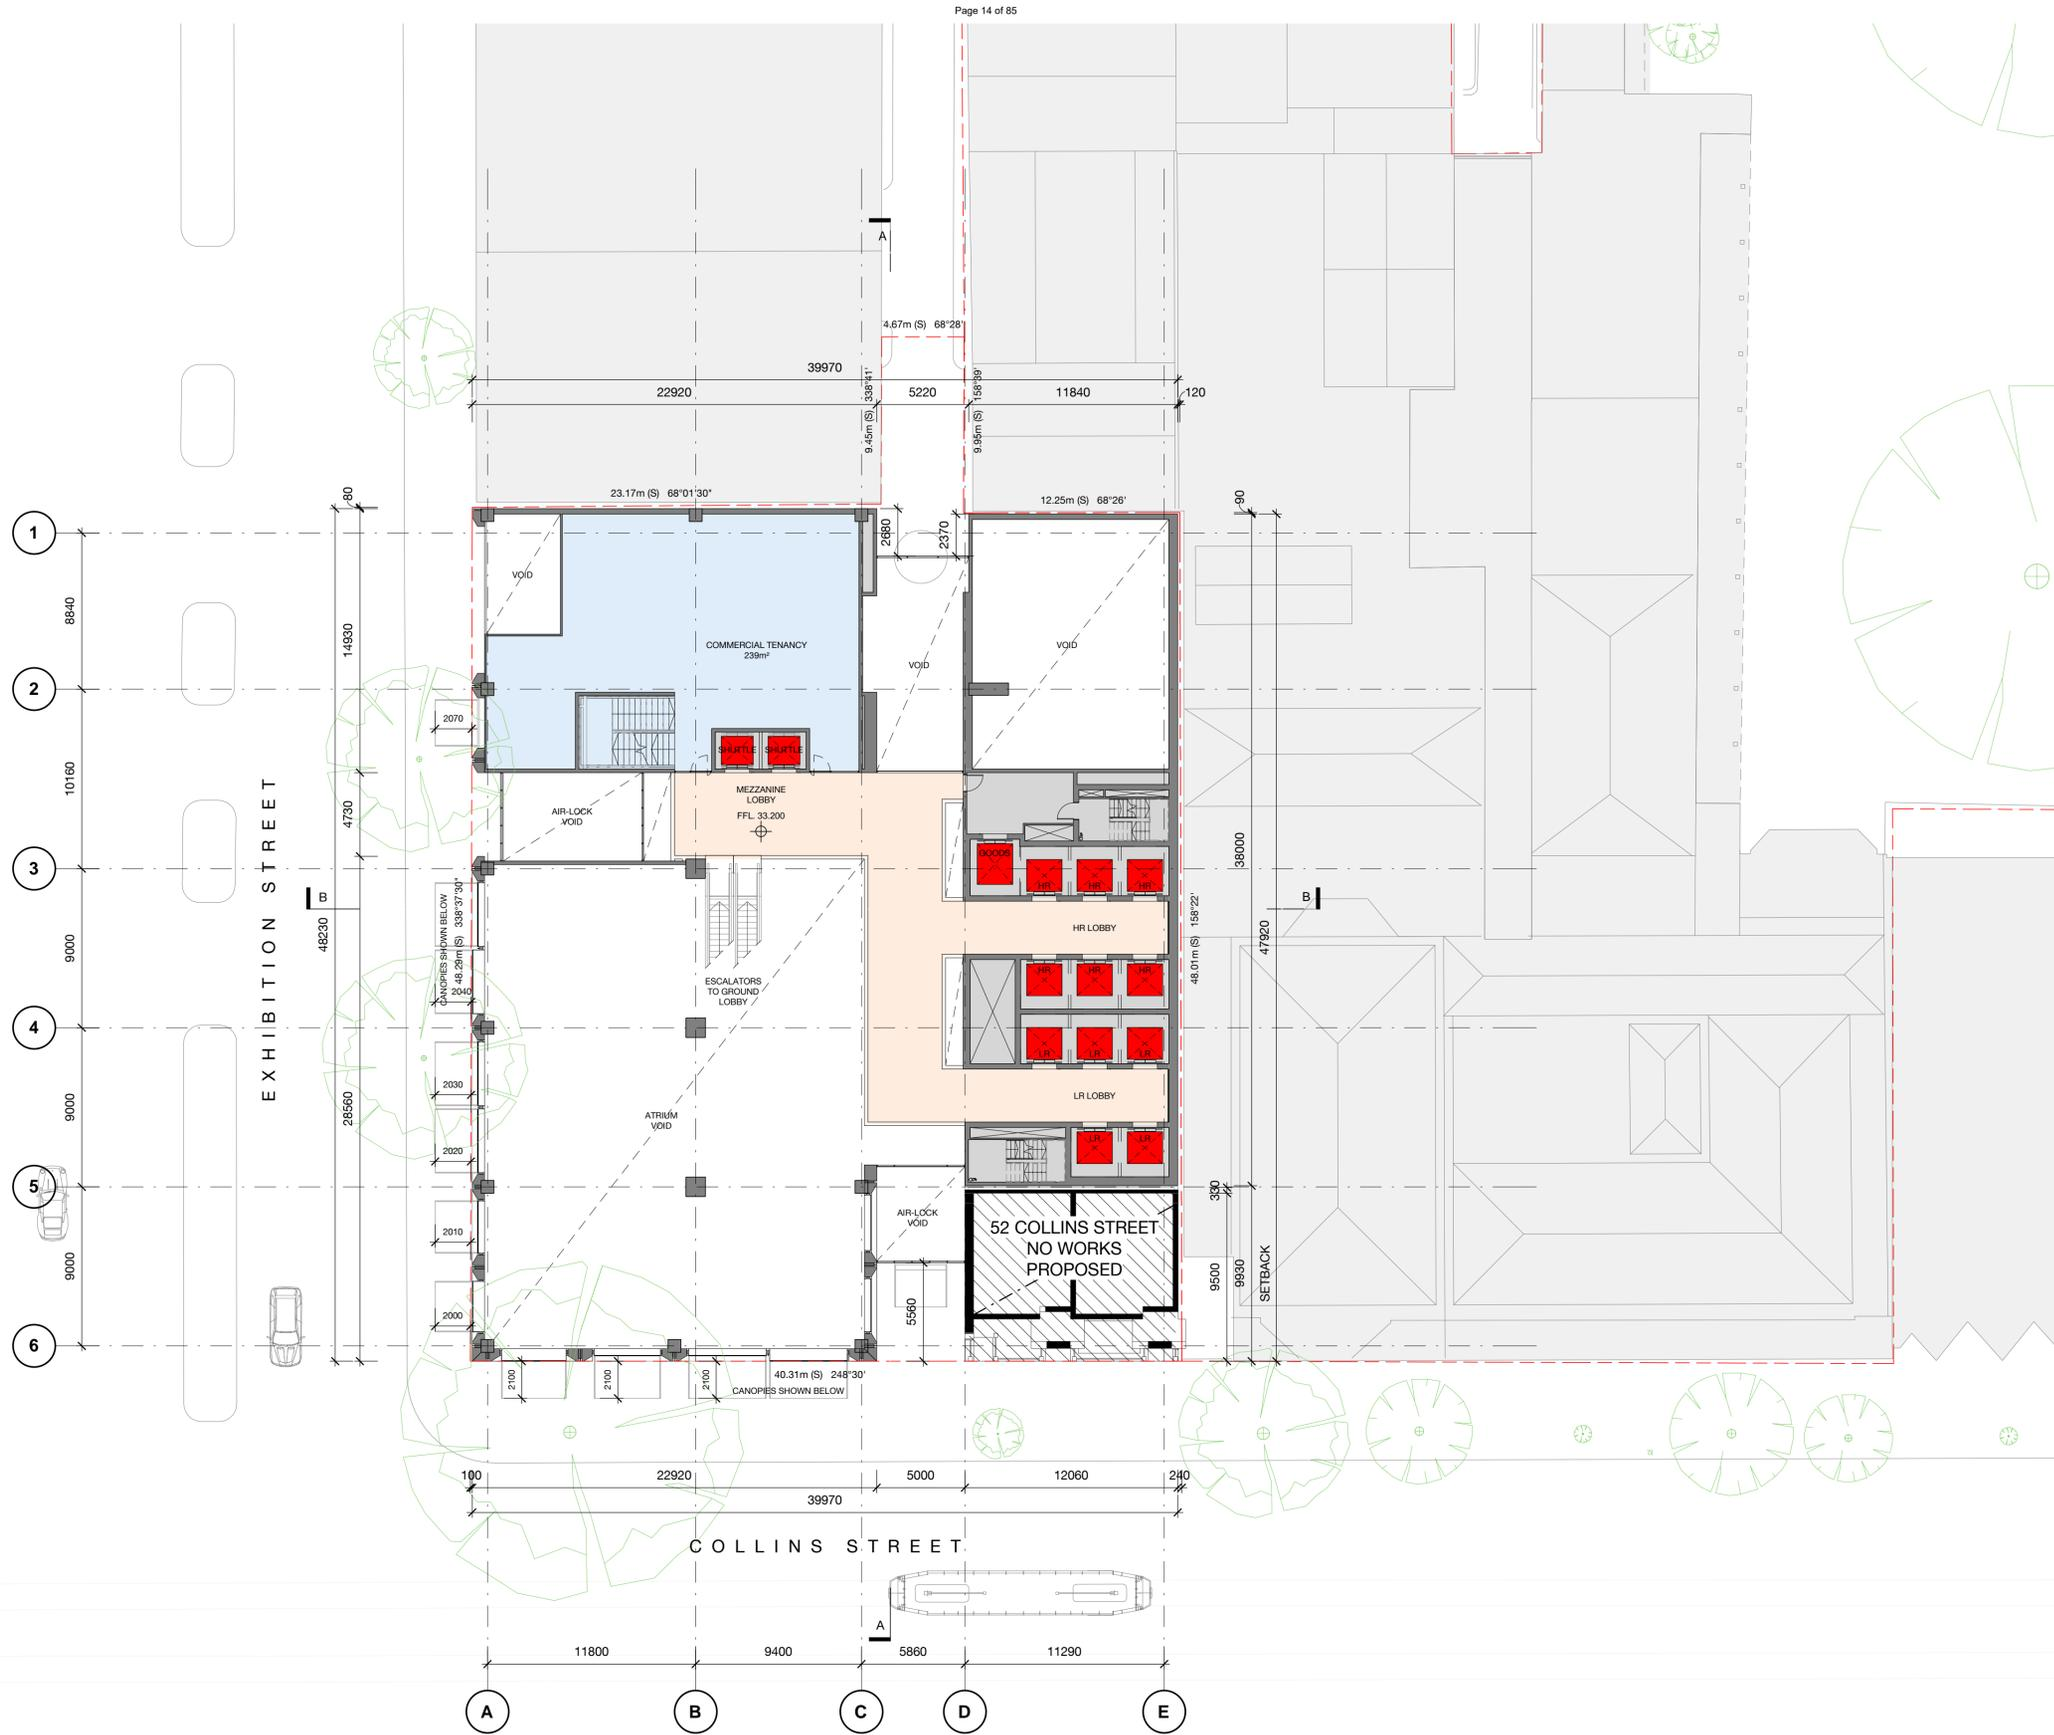 Page 14 of 85
A
4.67m (S) 68°28'
39970
22920
5220
11840
120
9.45m (S) 338°41'
9.95m (S) 158°39'
23.17m (S) 68°01'30"
12.25m (S) 68°26'
80
90
2680
2370
1
2
3
4
5
6
8840
10160
9000
9000
9000
14930
4730
28560
48230
EXHIBITION STREET
VOID
COMMERCIAL TENANCY
239m²
VOID
VOID
2070
SHUTTLE
SHUTTLE
MEZZANINE
LOBBY
FFL. 33.200
AIR-LOCK
VOID
GOODS
HR
HR
HR
B
B
CANOPIES SHOWN BELOW
48.29m (S) 338°37'30"
48.01m (S) 158°22'
38000
47920
HR LOBBY
HR
HR
HR
2040
ESCALATORS
TO GROUND
LOBBY
LR
LR
LR
2030
LR LOBBY
ATRIUM
VOID
2020
LR
LR
330
2010
AIR-LOCK
VOID
52 COLLINS STREET
NO WORKS
PROPOSED
9500
9930
SETBACK
2000
5560
2100
2100
2100
40.31m (S) 248°30'
CANOPIES SHOWN BELOW
100
22920
5000
12060
240
39970
COLLINS STREET
A
11800
9400
5860
11290
A
B
C
D
E